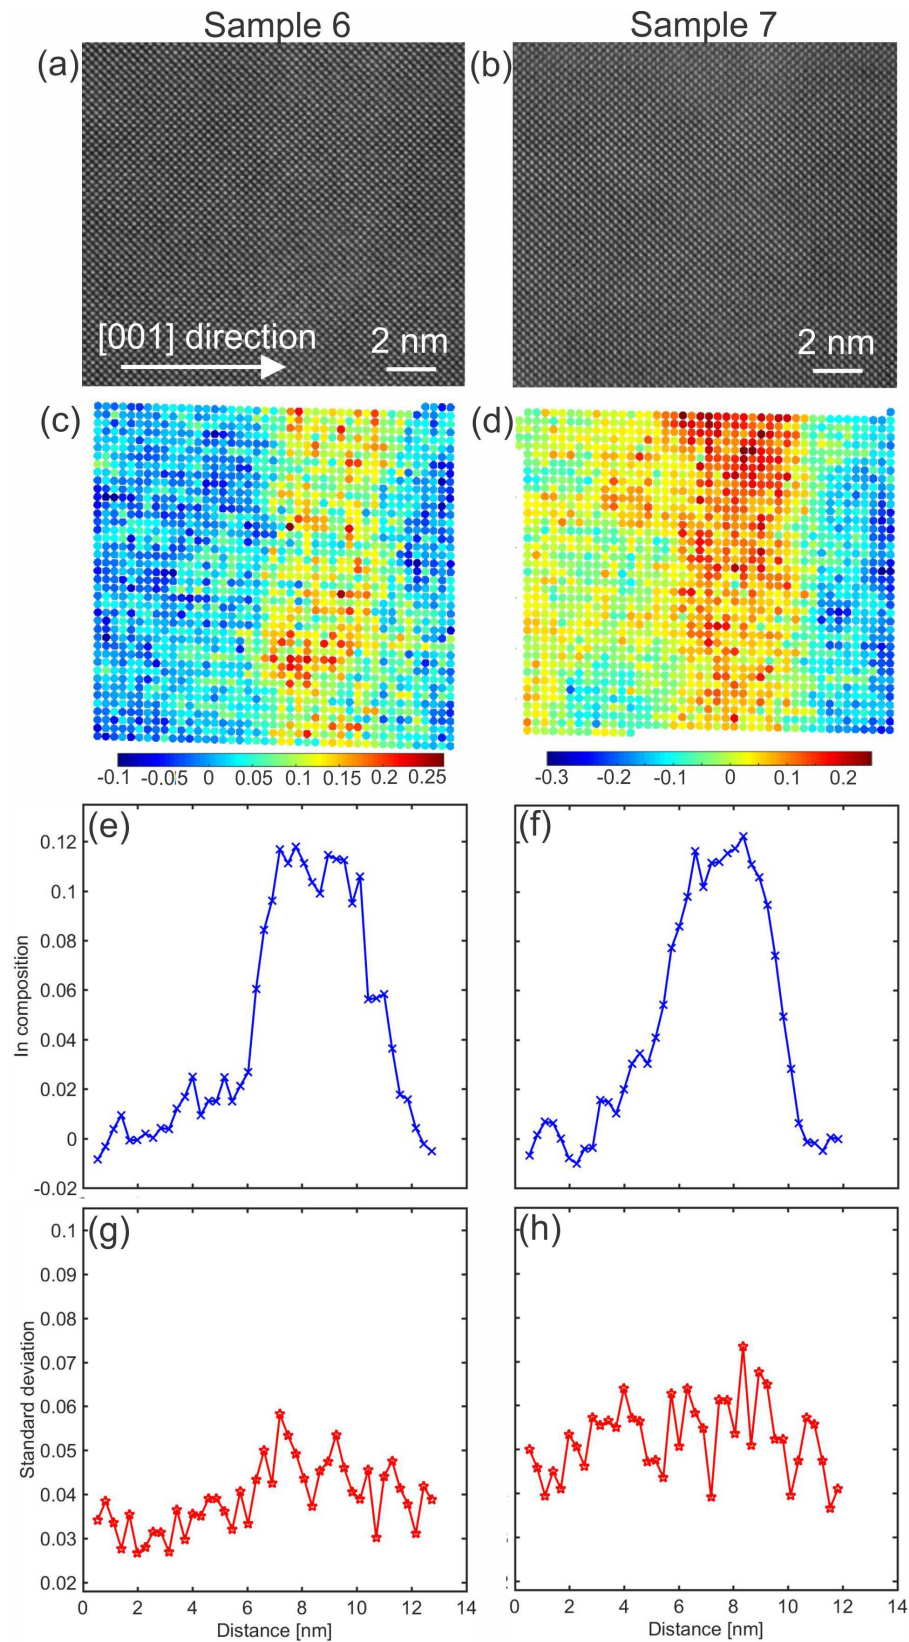 Sample 6 Sample 7
(a) (b)
[001] direction 2 nm 2 nm
(c) (d)
-0.1 -0.05 0 0.05 0.1 0.15 0.2 0.25 -0.3 -0.2 -0.1 0 0.1 0.2
(e) (f)
0.12
0.1
0.08
0.06
0.04
0.02
0
-0.02
In composition
(g) (h)
0.1
0.09
0.08
0.07
0.06
0.05
0.04
0.03
0.02
Standard deviation
0 2 4 6 8 10 12 14 0 2 4 6 8 10 12 14
Distance [nm] Distance [nm]